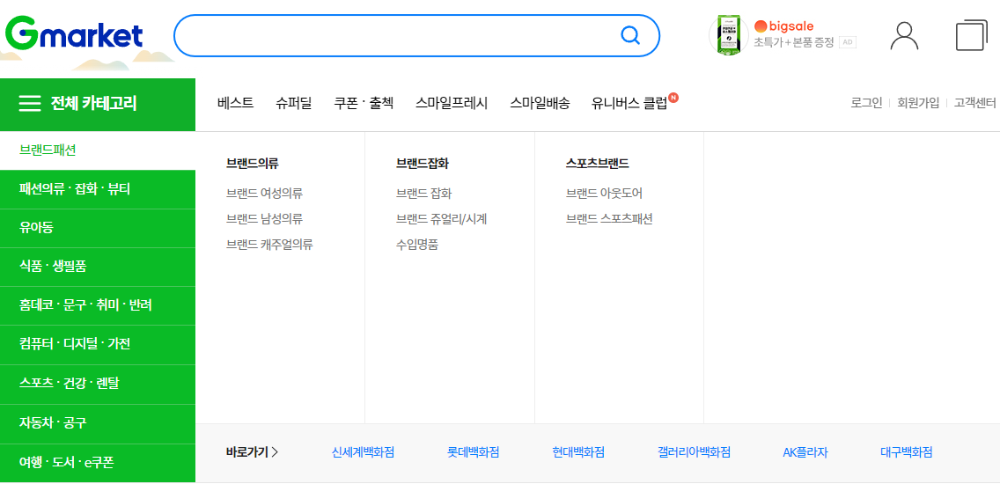 Gmarket
bigsale
초특가+본품 증정 AD
전체 카테고리
베스트 슈퍼딜 쿠폰·출첵 스마일프레시 스마일배송 유니버스 클럽 N
로그인 회원가입 고객센터
브랜드패션
패션의류·잡화·뷰티
유아동
식품·생필품
홈데코·문구·취미·반려
컴퓨터·디지털·가전
스포츠·건강·렌탈
자동차·공구
여행·도서·e쿠폰
브랜드의류
브랜드 여성의류
브랜드 남성의류
브랜드 캐주얼의류
브랜드잡화
브랜드 잡화
브랜드 쥬얼리/시계
수입명품
스포츠브랜드
브랜드 아웃도어
브랜드 스포츠패션
바로가기 신세계백화점 롯데백화점 현대백화점 갤러리아백화점 AK플라자 대구백화점